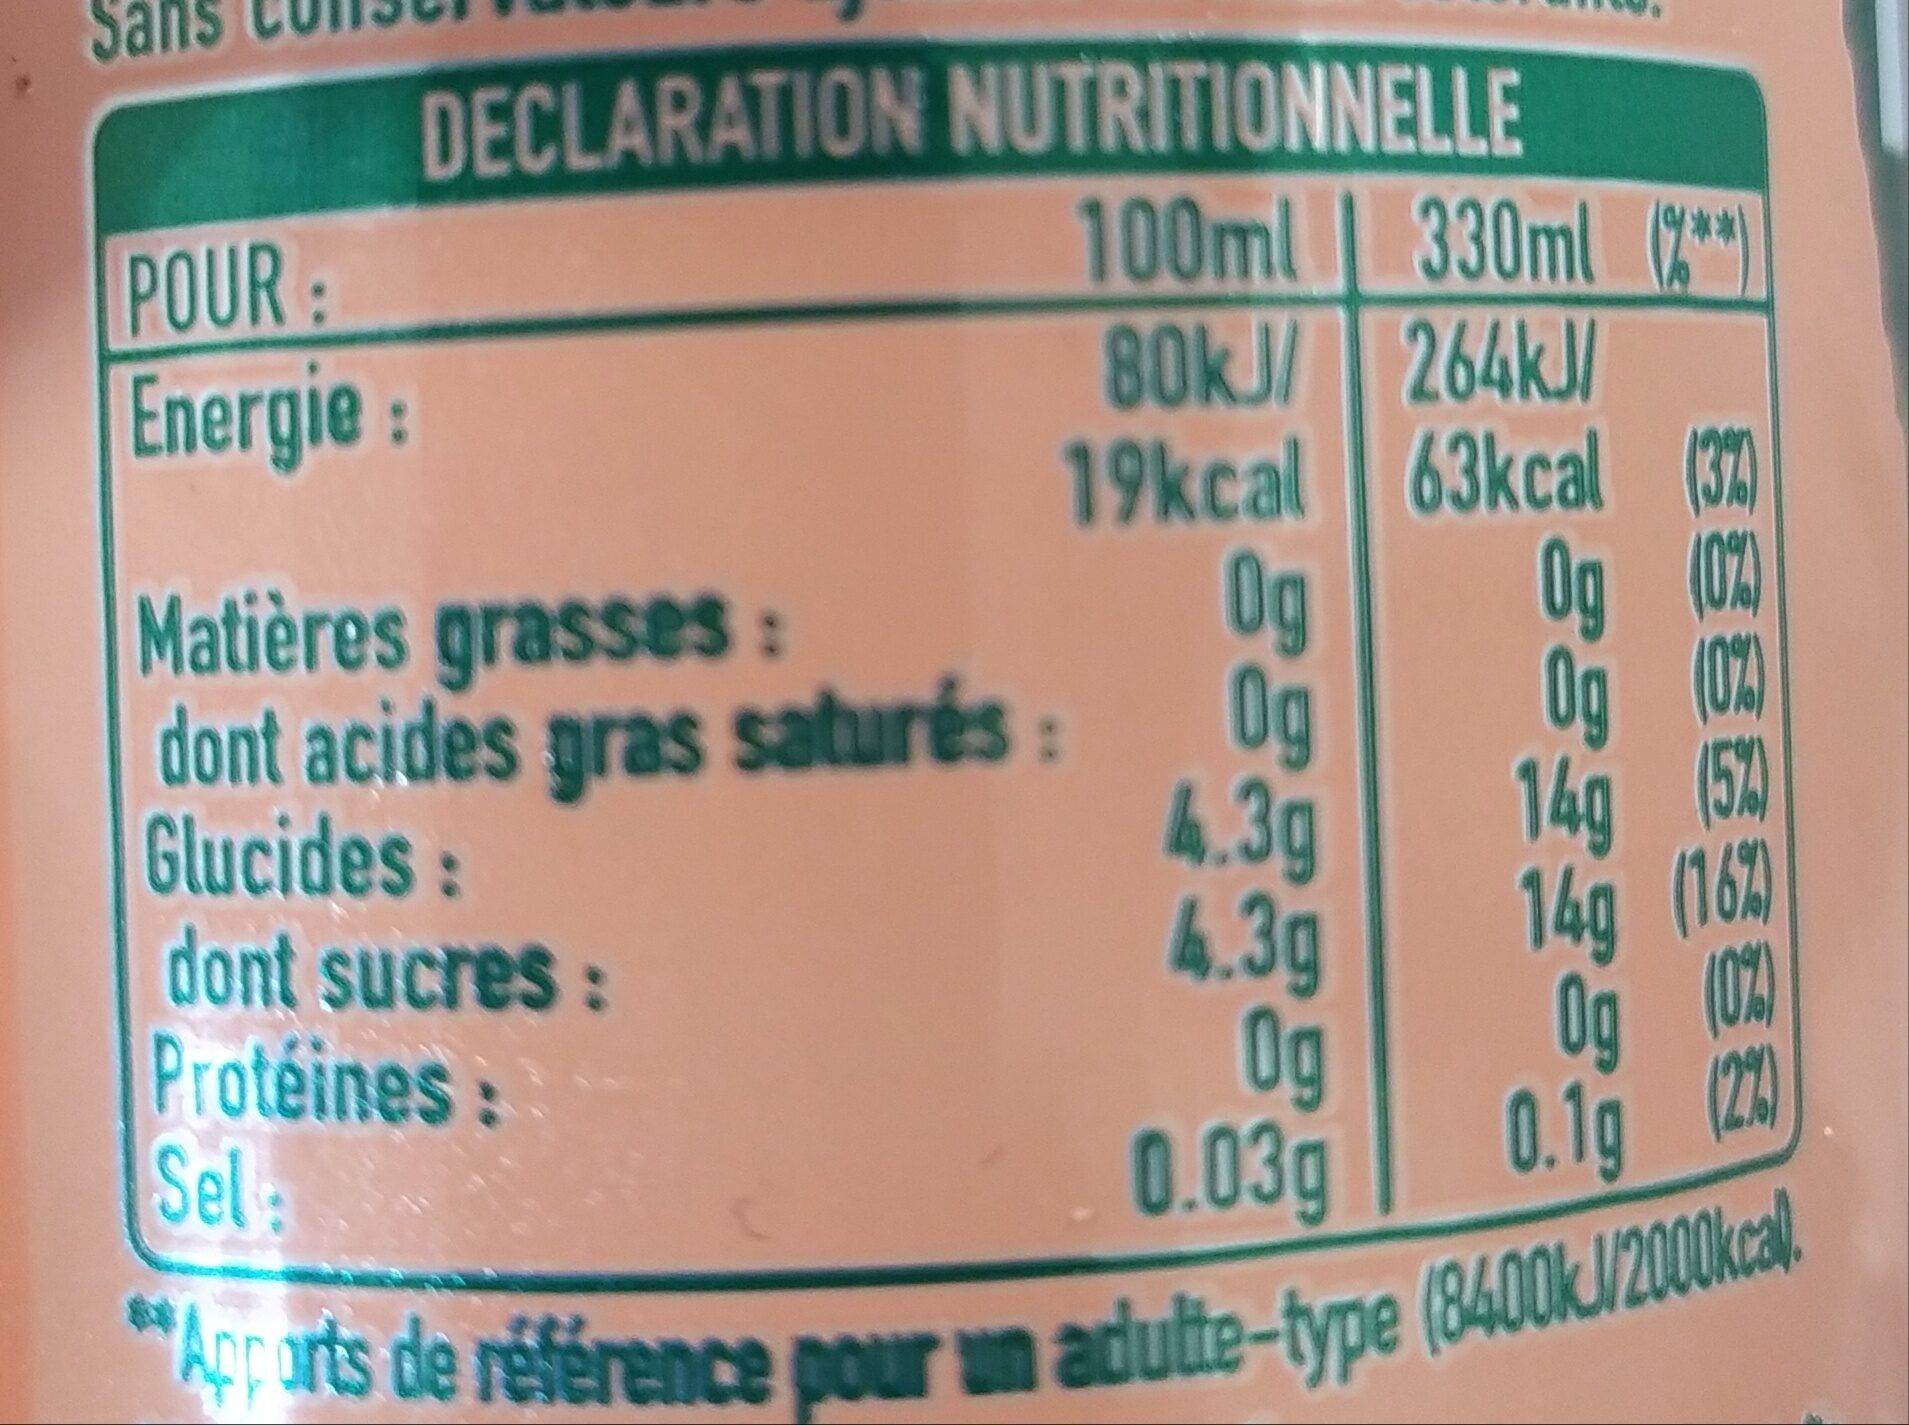 Sans
DECLARATION NUTRITIONNELLE
POUR : 100ml 330ml (%**)
Energie : 80kJ/ 264kJ/
19kcal 63kcal (3%)
Matières grasses : 0g 0g (0%)
dont acides gras saturés : 0g 0g (0%)
Glucides : 4.3g 14g (5%)
dont sucres : 4.3g 14g (16%)
Protéines : 0g 0g (0%)
Sel : 0.03g 0.1g (2%)
**Apports de référence pour un adulte-type (8400kJ/2000kcal).